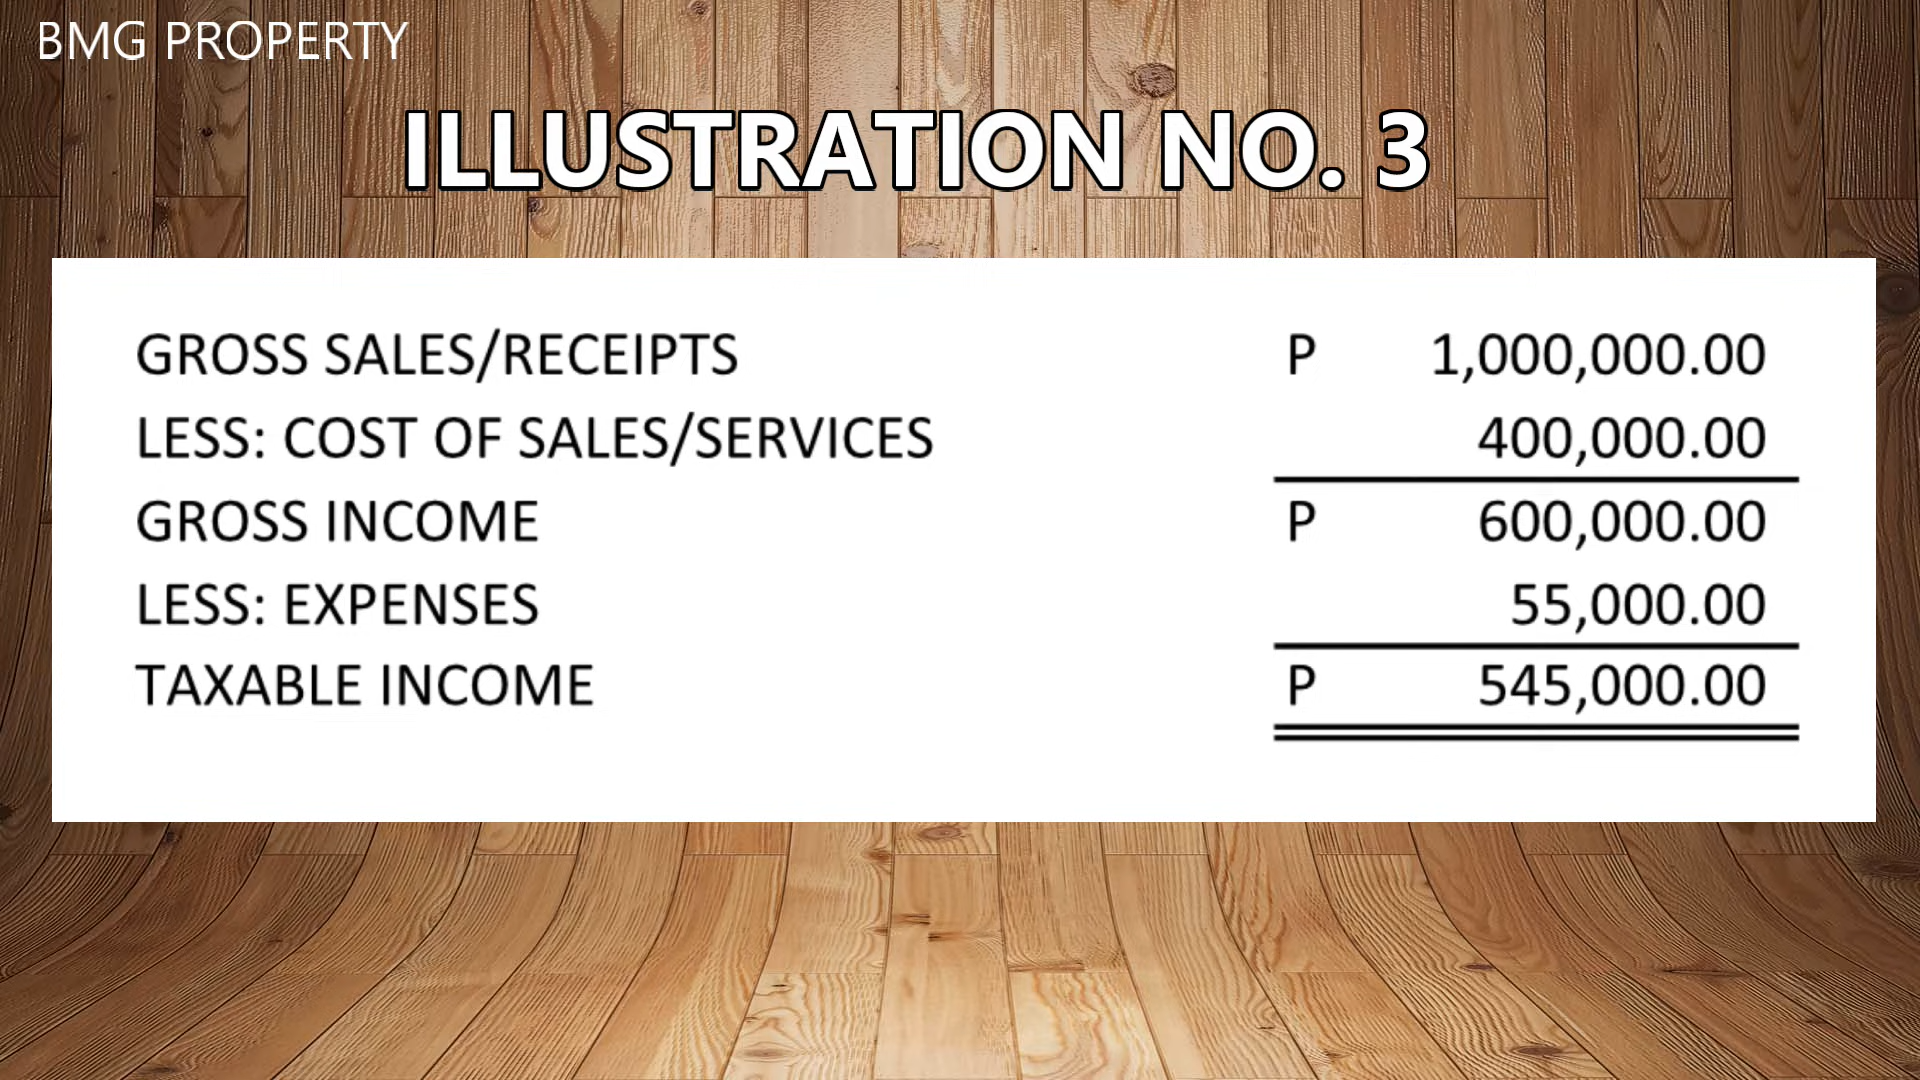 BMG PROPERTY
ILLUSTRATION NO. 3
GROSS SALES/RECEIPTS P 1,000,000.00
LESS: COST OF SALES/SERVICES 400,000.00
GROSS INCOME P 600,000.00
LESS: EXPENSES 55,000.00
TAXABLE INCOME P 545,000.00